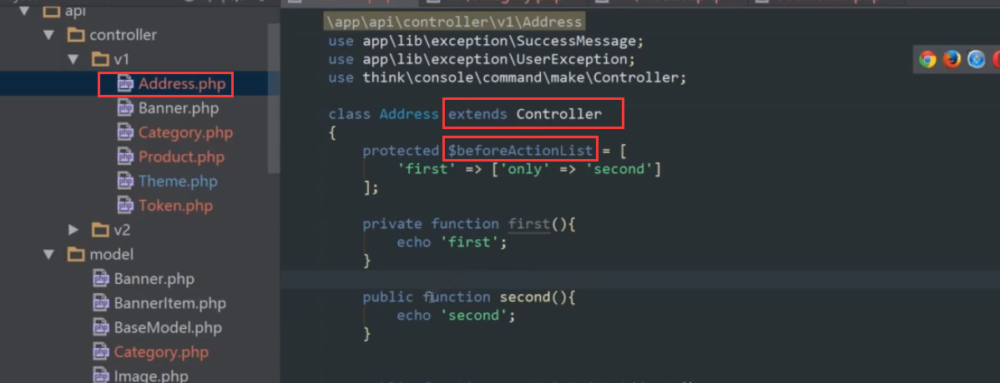 api
controller
v1
Address.php
Banner.php
Category.php
Product.php
Theme.php
Token.php
v2
model
Banner.php
BannerItem.php
BaseModel.php
Category.php
Image.php
\app\api\controller\v1\Address
use app\lib\exception\SuccessMessage;
use app\lib\exception\UserException;
use think\console\command\make\Controller;
class Address extends Controller
{
protected $beforeActionList = [
'first' => ['only' => 'second']
];
private function first(){
echo 'first';
}
public function second(){
echo 'second';
}